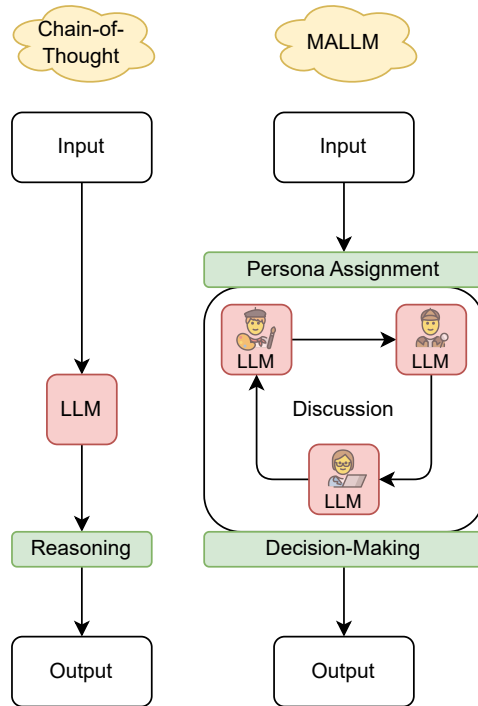 Chain-of-
Thought
Input
LLM
Reasoning
Output
MALLM
Input
Persona Assignment
LLM
LLM
Discussion
LLM
Decision-Making
Output